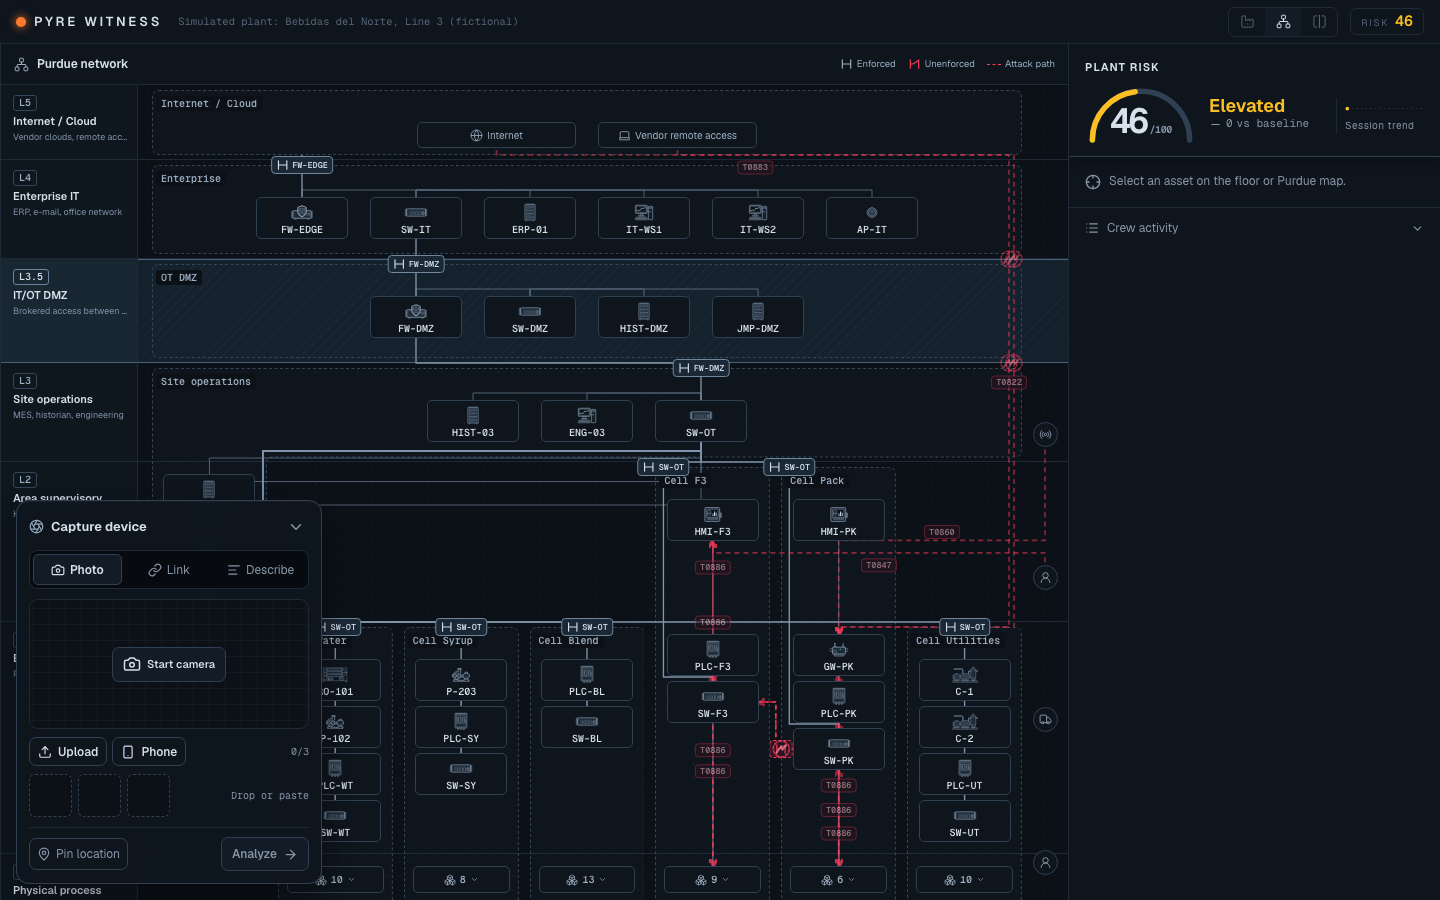 PYRE WITNESS
Simulated plant: Bebidas del Norte, Line 3 (fictional)
RISK 46
Purdue network
Enforced
Unenforced
Attack path
L5
Internet / Cloud
Vendor clouds, remote acc...
Internet / Cloud
Internet
Vendor remote access
FW-EDGE
T0883
L4
Enterprise IT
ERP, e-mail, office network
Enterprise
FW-EDGE
SW-IT
ERP-01
IT-WS1
IT-WS2
AP-IT
FW-DMZ
L3.5
IT/OT DMZ
Brokered access between ...
OT DMZ
FW-DMZ
SW-DMZ
HIST-DMZ
JMP-DMZ
FW-DMZ
L3
Site operations
MES, historian, engineering
Site operations
T0822
HIST-03
ENG-03
SW-OT
SW-OT
SW-OT
L2
Area supervisory
Cell F3
Cell Pack
HMI-F3
HMI-PK
T0860
T0847
T0886
T0886
SW-OT
SW-OT
SW-OT
SW-OT
Cell Syrup
Cell Blend
Cell Utilities
P-203
PLC-SY
SW-SY
PLC-BL
SW-BL
PLC-F3
SW-F3
T0886
T0886
GW-PK
PLC-PK
SW-PK
T0886
T0886
T0886
C-1
C-2
PLC-UT
SW-UT
ater
O-101
P-102
LC-WT
SW-WT
Physical process
10
8
13
9
6
10
Capture device
Photo
Link
Describe
Start camera
Upload
Phone
0/3
Drop or paste
Pin location
Analyze
PLANT RISK
46 /100
Elevated
— 0 vs baseline
Session trend
Select an asset on the floor or Purdue map.
Crew activity